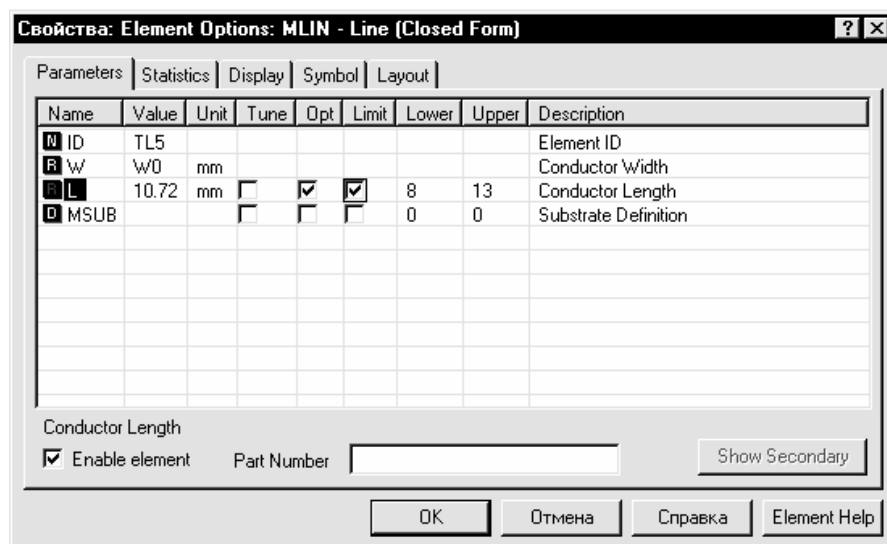 Свойства: Element Options: MLIN - Line (Closed Form)
Parameters Statistics Display Symbol Layout
Name Value Unit Tune Opt Limit Lower Upper Description
N ID TL5 Element ID
R W W0 mm Conductor Width
R L 10.72 mm 8 13 Conductor Length
D MSUB 0 0 Substrate Definition
Conductor Length
Enable element Part Number Show Secondary
OK Отмена Справка Element Help